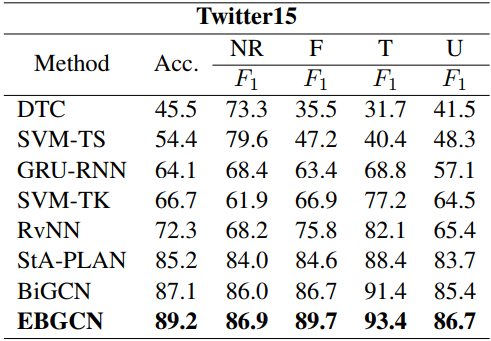 Twitter15
Method Acc. NR F T U
F1 F1 F1 F1
DTC 45.5 73.3 35.5 31.7 41.5
SVM-TS 54.4 79.6 47.2 40.4 48.3
GRU-RNN 64.1 68.4 63.4 68.8 57.1
SVM-TK 66.7 61.9 66.9 77.2 64.5
RvNN 72.3 68.2 75.8 82.1 65.4
StA-PLAN 85.2 84.0 84.6 88.4 83.7
BiGCN 87.1 86.0 86.7 91.4 85.4
EBGCN 89.2 86.9 89.7 93.4 86.7